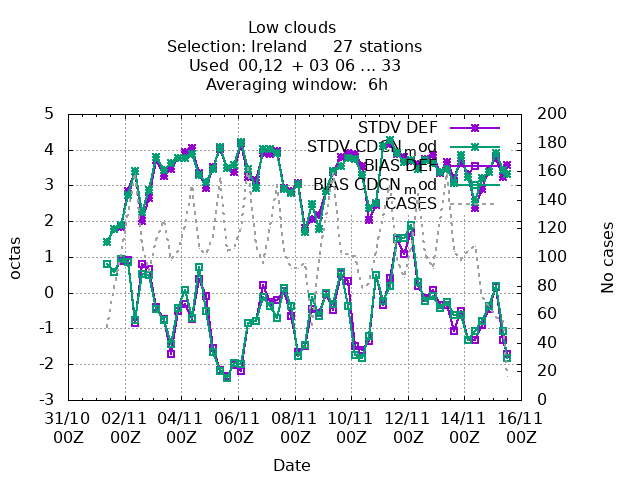 Low clouds
Selection: Ireland 27 stations
Used 00,12 + 03 06 ... 33
Averaging window: 6h
5
4
3
2
1
0
-1
-2
-3
200
180
160
140
120
100
80
60
40
20
0
octas
No cases
STDV DEF
STDV CDCN_mod
BIAS DEF
BIAS CDCN_mod
CASES
31/10 02/11 04/11 06/11 08/11 10/11 12/11 14/11 16/11
00Z 00Z 00Z 00Z 00Z 00Z 00Z 00Z 00Z
Date